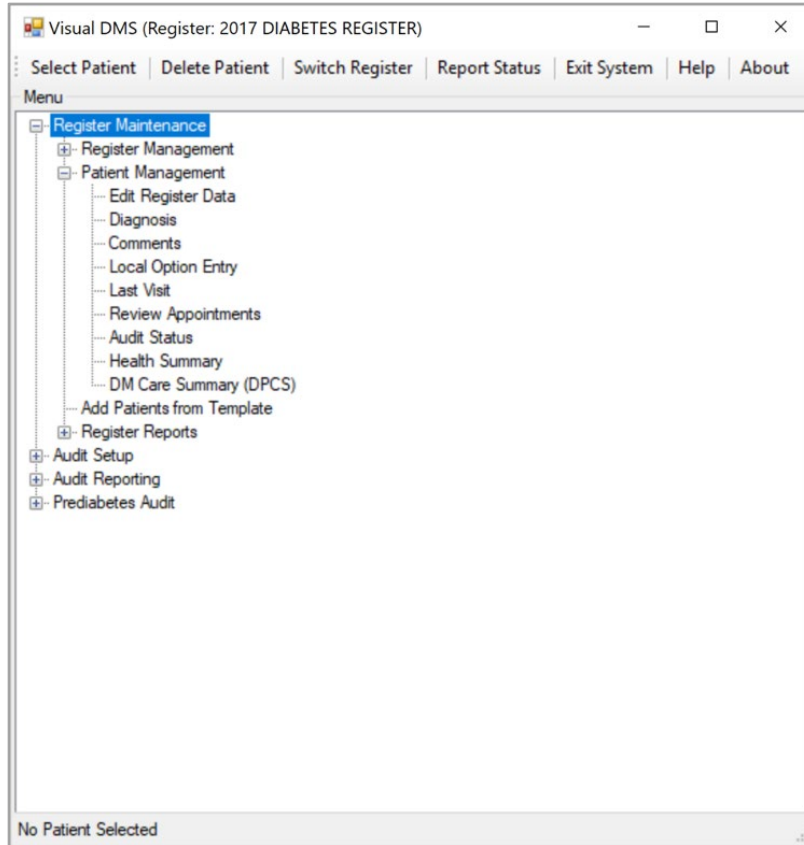 Visual DMS (Register: 2017 DIABETES REGISTER)
Select Patient Delete Patient Switch Register Report Status Exit System Help About
Menu
Register Maintenance
Register Management
Patient Management
Edit Register Data
Diagnosis
Comments
Local Option Entry
Last Visit
Review Appointments
Audit Status
Health Summary
DM Care Summary (DPCS)
Add Patients from Template
Register Reports
Audit Setup
Audit Reporting
Prediabetes Audit
No Patient Selected